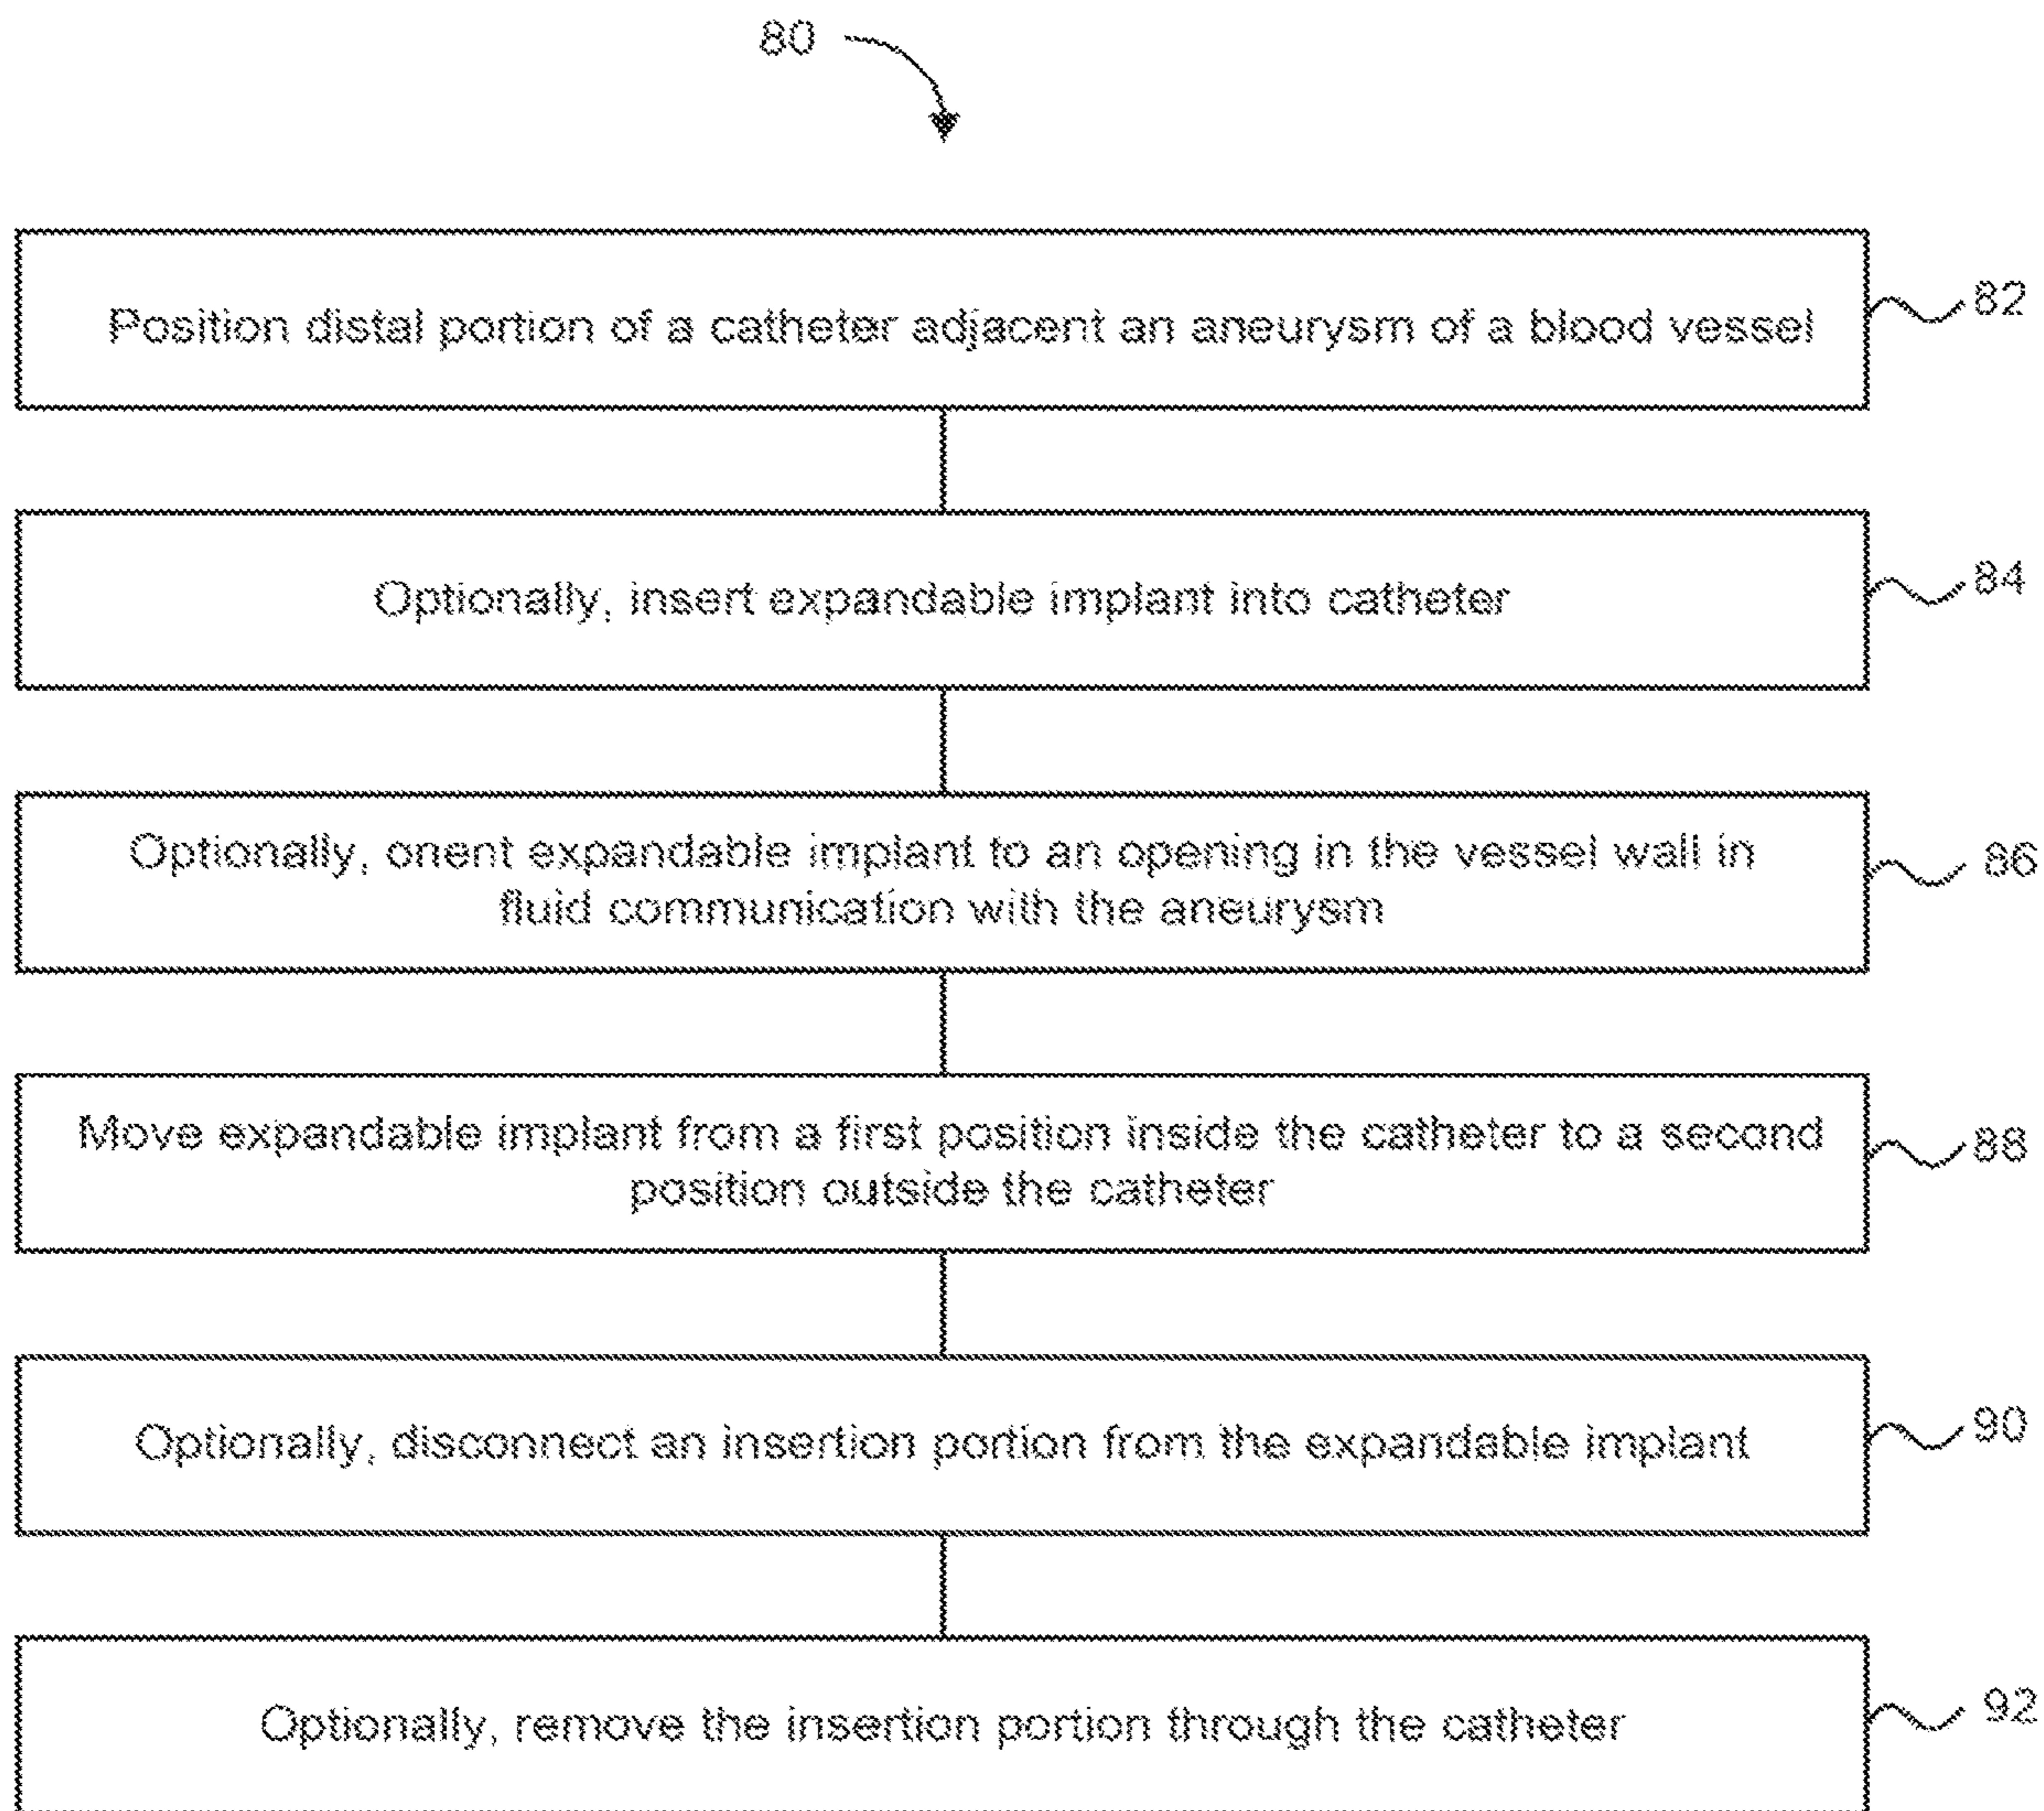 80
Position distal portion of a catheter adjacent an aneurysm of a blood vessel
82
Optionally, insert expandable implant into catheter
84
Optionally, onent expandable implant to an opening in the vessel wall in
fluid communication with the aneurysm
86
Move expandable implant from a first position inside the catheter to a second
position outside the catheter
88
Optionally, disconnect an insertion portion from the expandable implant
90
Optionally, remove the insertion portion through the catheter
92